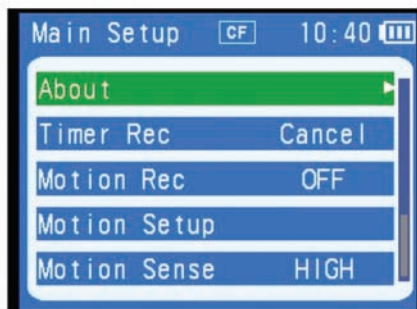 Main Setup CF 10:40
About
Timer Rec Cancel
Motion Rec OFF
Motion Setup
Motion Sense HIGH